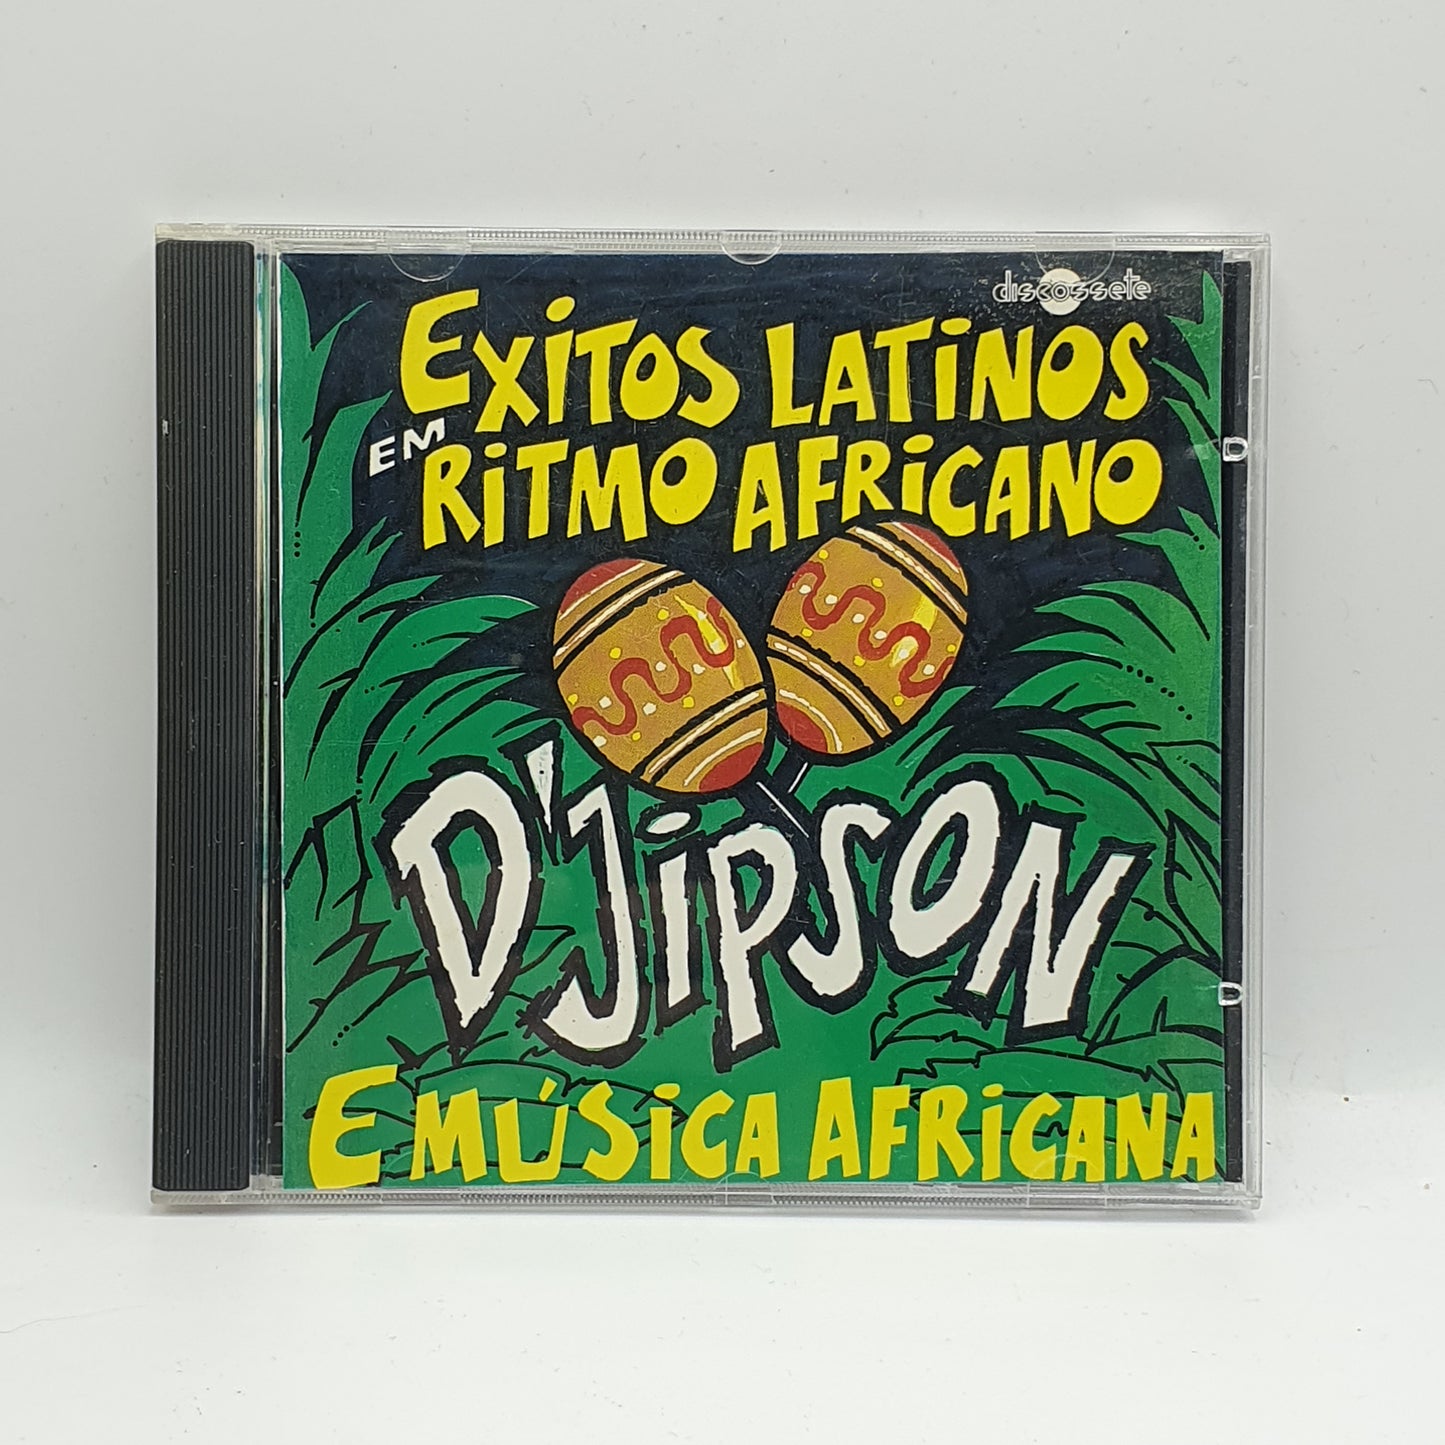 discossete
EXiTOS LATiNOS
EM
RiTMO AFRiCANO
D'JiPSON
E MÚSiCA AFRiCANA